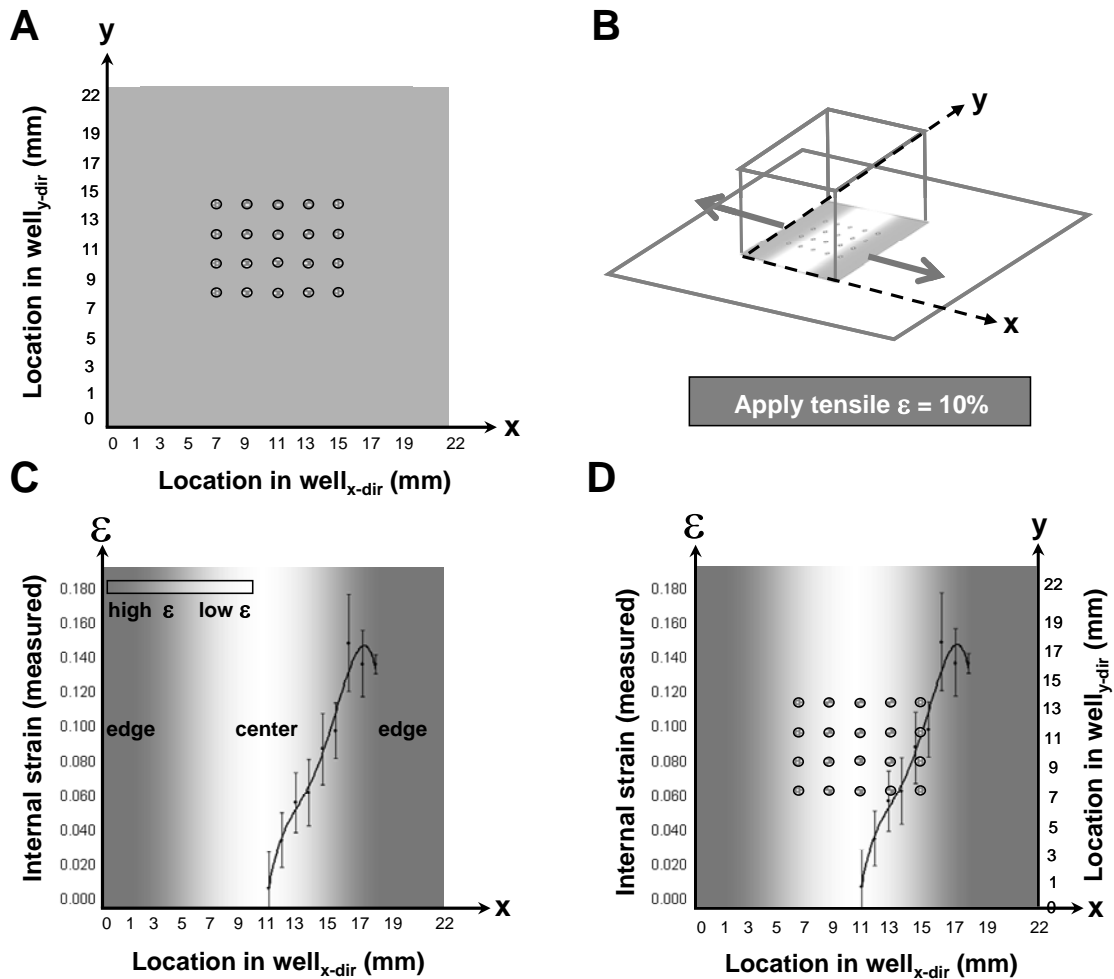 A
y
22
19
17
15
13
11
9
7
5
3
1
0
Location in well y-dir (mm)
0 1 3 5 7 9 11 13 15 17 19 22
x
Location in well x-dir (mm)
B
y
x
Apply tensile ε = 10%
C
ε
0.180
0.160
0.140
0.120
0.100
0.080
0.060
0.040
0.020
0.000
Internal strain (measured)
high ε low ε
edge center edge
0 1 3 5 7 9 11 13 15 17 19 22
x
Location in well x-dir (mm)
D
ε
y
0.180
0.160
0.140
0.120
0.100
0.080
0.060
0.040
0.020
0.000
Internal strain (measured)
22
19
17
15
13
11
9
7
5
3
1
0
Location in well y-dir (mm)
0 1 3 5 7 9 11 13 15 17 19 22
x
Location in well x-dir (mm)